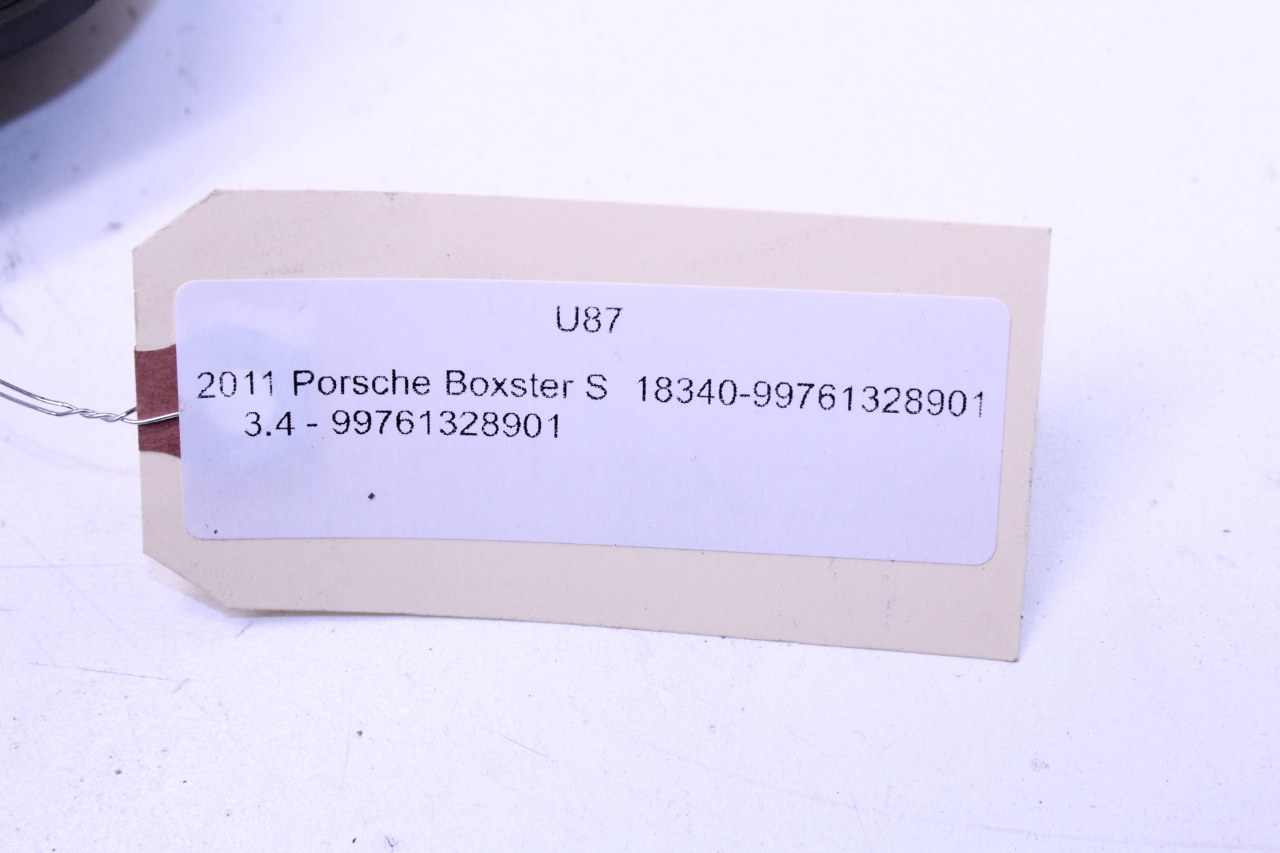 U87
2011 Porsche Boxster S 18340-99761328901
3.4 - 99761328901